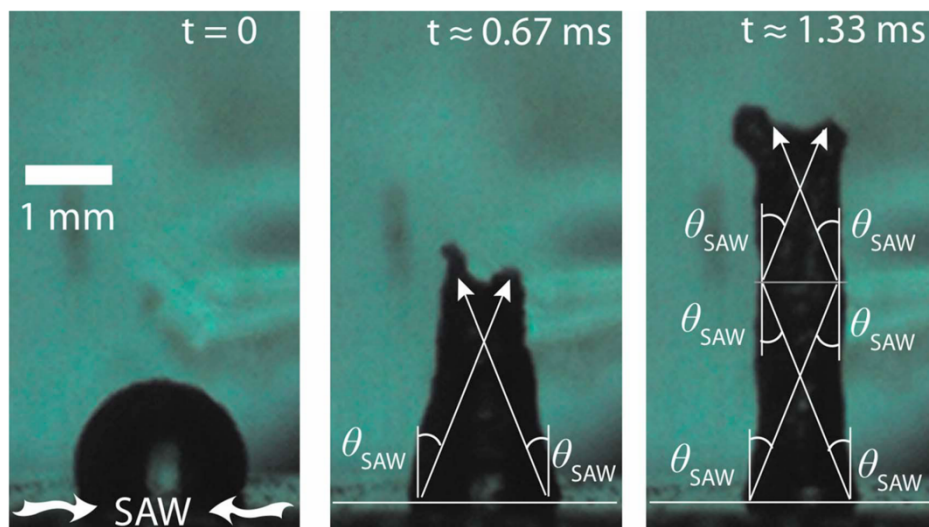 t = 0
1 mm
SAW
t ≈ 0.67 ms
θSAW
θSAW
t ≈ 1.33 ms
θSAW
θSAW
θSAW
θSAW
θSAW
θSAW